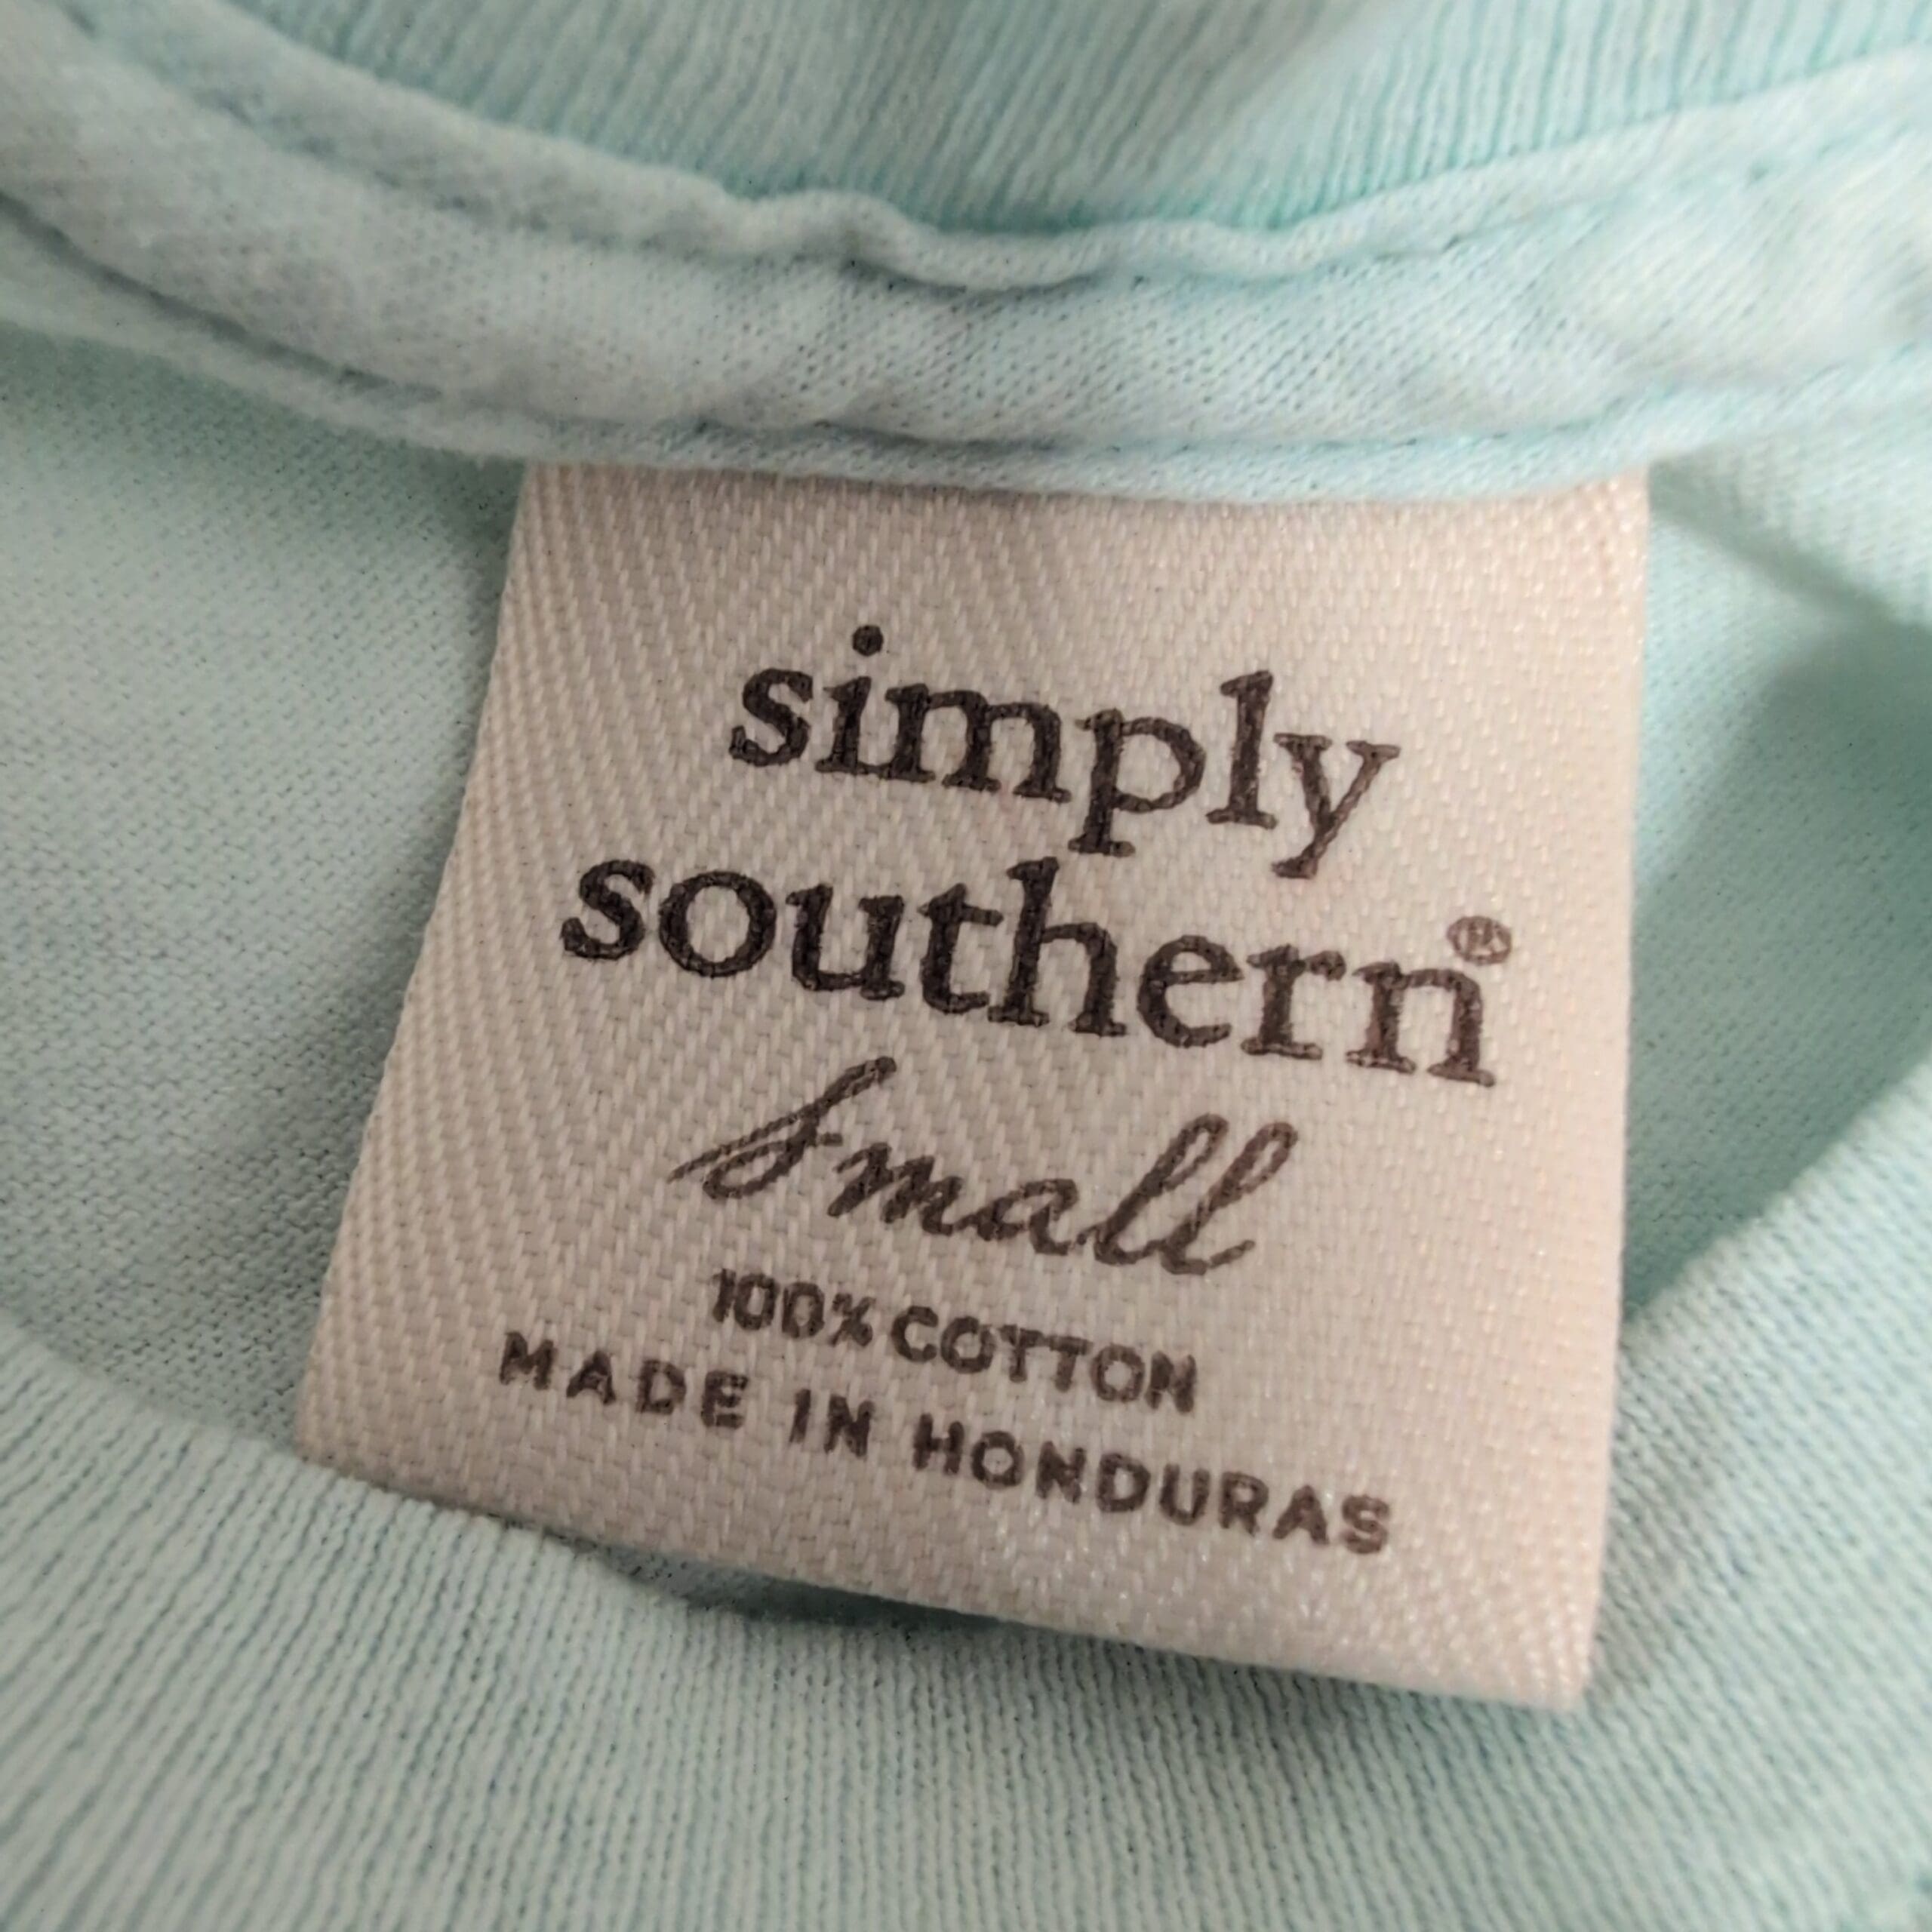 simply
southern®
Small
100% COTTON
MADE IN HONDURAS